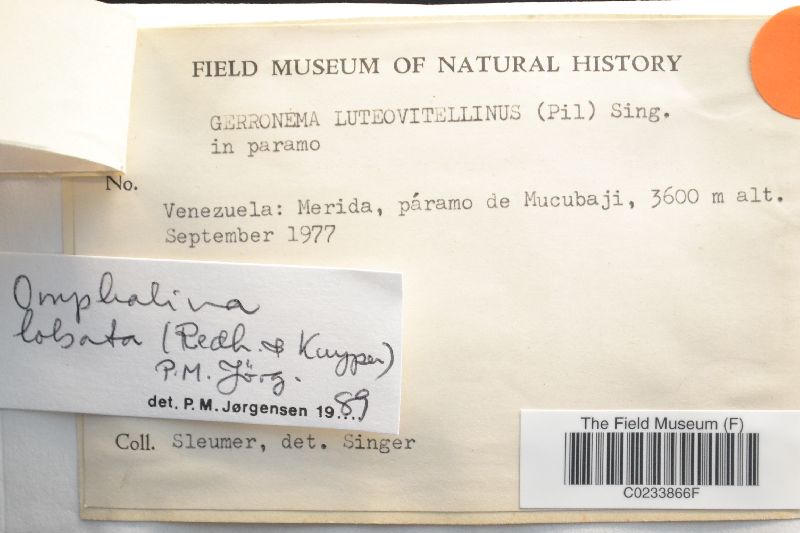 FIELD MUSEUM OF NATURAL HISTORY
GERRONEMA LUTEOVITELLINUS (Pil) Sing.
in paramo
No.
Venezuela: Merida, páramo de Mucubaji, 3600 m alt.
September 1977
Omphalina
lobata (Redh. & Kuyper)
P.M. Jørg.
det. P. M. Jørgensen 1989
Coll. Sleumer, det. Singer
The Field Museum (F)
C0233866F